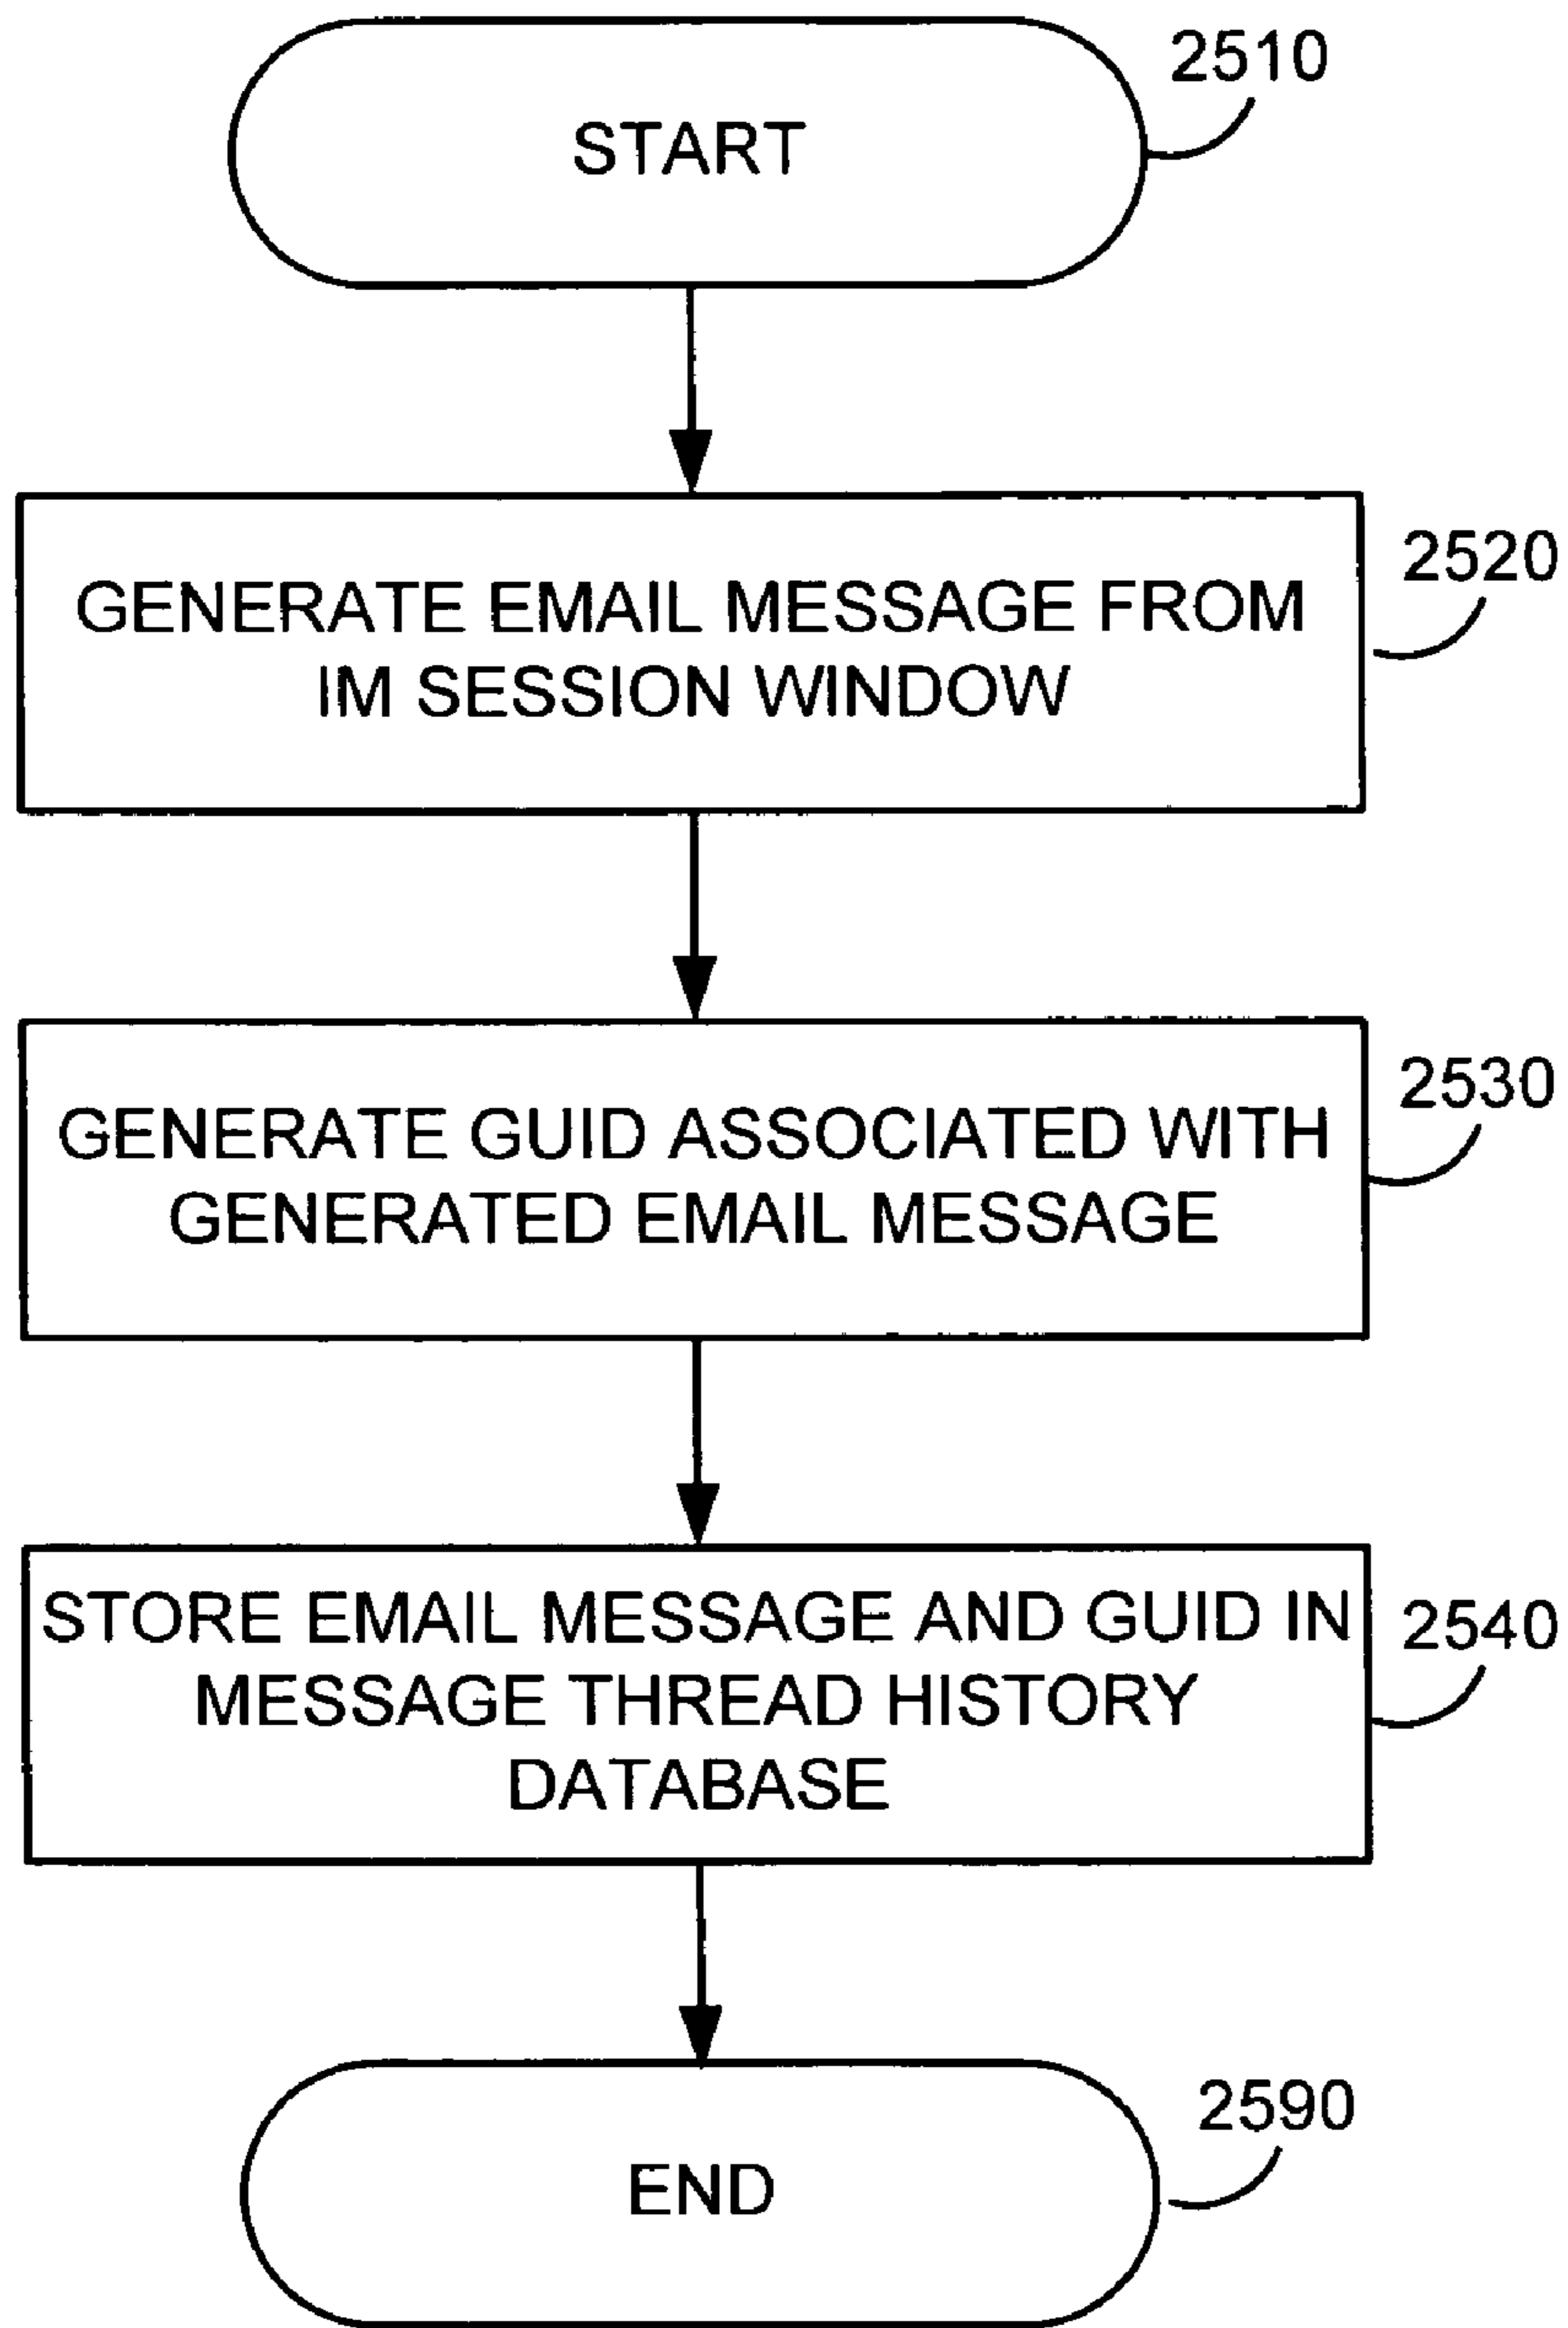 START
2510
GENERATE EMAIL MESSAGE FROM
IM SESSION WINDOW
2520
GENERATE GUID ASSOCIATED WITH
GENERATED EMAIL MESSAGE
2530
STORE EMAIL MESSAGE AND GUID IN
MESSAGE THREAD HISTORY
DATABASE
2540
END
2590